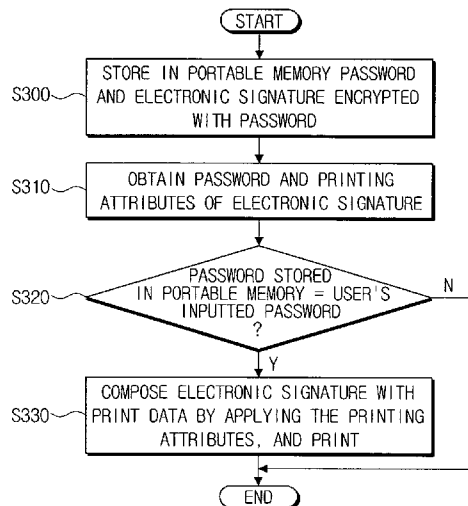 START
S300
STORE IN PORTABLE MEMORY PASSWORD
AND ELECTRONIC SIGNATURE ENCRYPTED
WITH PASSWORD
S310
OBTAIN PASSWORD AND PRINTING
ATTRIBUTES OF ELECTRONIC SIGNATURE
S320
PASSWORD STORED
IN PORTABLE MEMORY = USER'S
INPUTTED PASSWORD
?
N
Y
S330
COMPOSE ELECTRONIC SIGNATURE WITH
PRINT DATA BY APPLYING THE PRINTING
ATTRIBUTES, AND PRINT
END